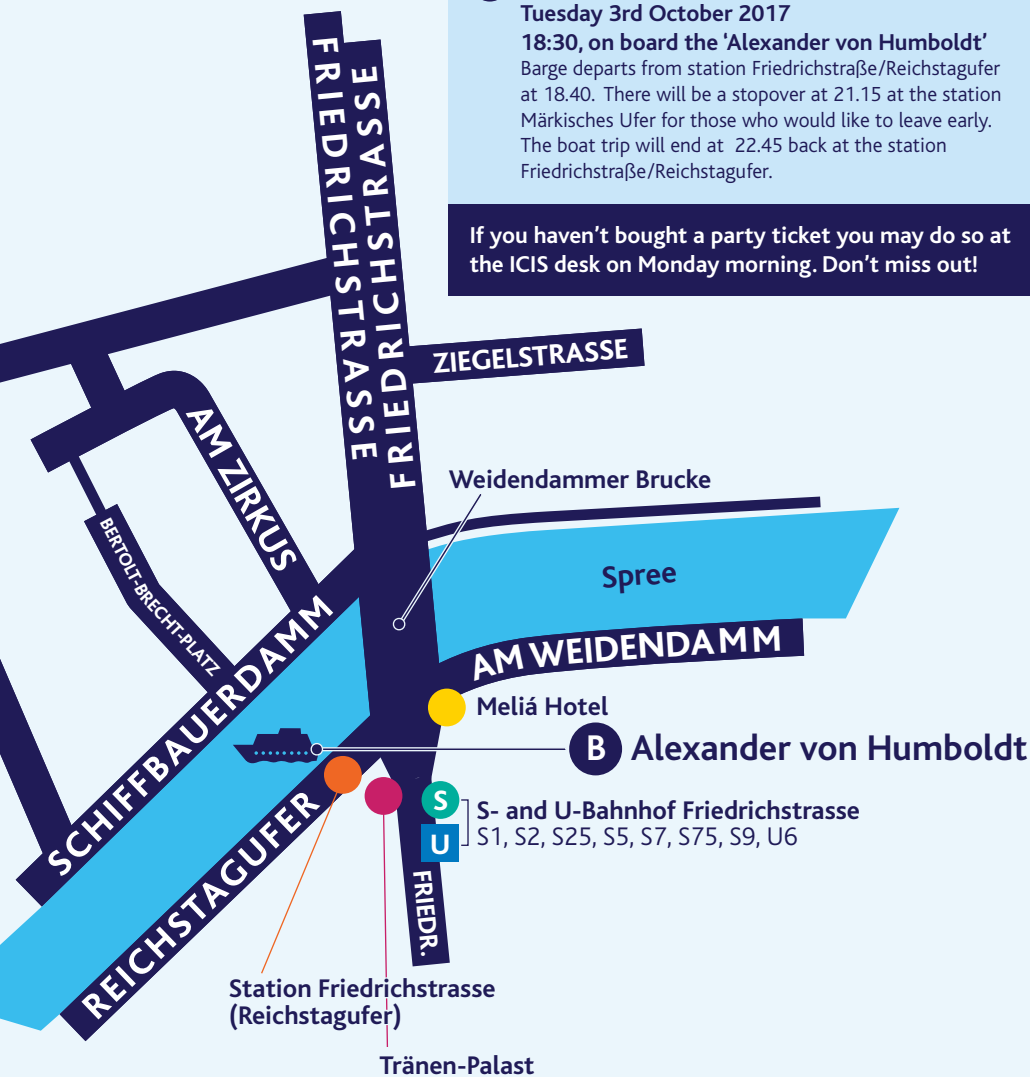 Tuesday 3rd October 2017
18:30, on board the ‘Alexander von Humboldt’
Barge departs from station Friedrichstraße/Reichstagufer
at 18.40. There will be a stopover at 21.15 at the station
Märkisches Ufer for those who would like to leave early.
The boat trip will end at 22.45 back at the station
Friedrichstraße/Reichstagufer.
If you haven’t bought a party ticket you may do so at
the ICIS desk on Monday morning. Don’t miss out!
FRIEDRICHSTRASSE
FRIEDRICHSTRASSE
ZIEGELSTRASSE
AM ZIRKUS
Weidendammer Brucke
BERTOLT-BRECHT-PLATZ
Spree
SCHIFFBAUERDAMM
AM WEIDENDAMM
Meliá Hotel
B Alexander von Humboldt
S
U
S- and U-Bahnhof Friedrichstrasse
S1, S2, S25, S5, S7, S75, S9, U6
REICHSTAGUFER
FRIEDR.
Station Friedrichstrasse
(Reichstagufer)
Tränen-Palast